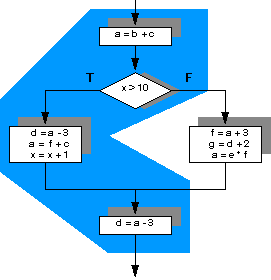 a = b + c
T
F
x > 10
d = a - 3
a = f + c
x = x + 1
f = a + 3
g = d + 2
a = e * f
d = a - 3